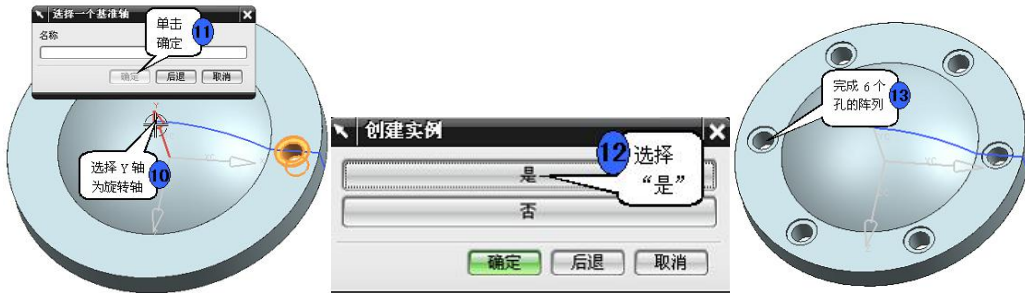 选择一个基准轴
名称
单击
确定
11
确定
后退
取消
选择 Y 轴
为旋转轴
10
XC
创建实例
12
选择
“是”
是
否
确定
后退
取消
完成 6 个
孔的阵列
13